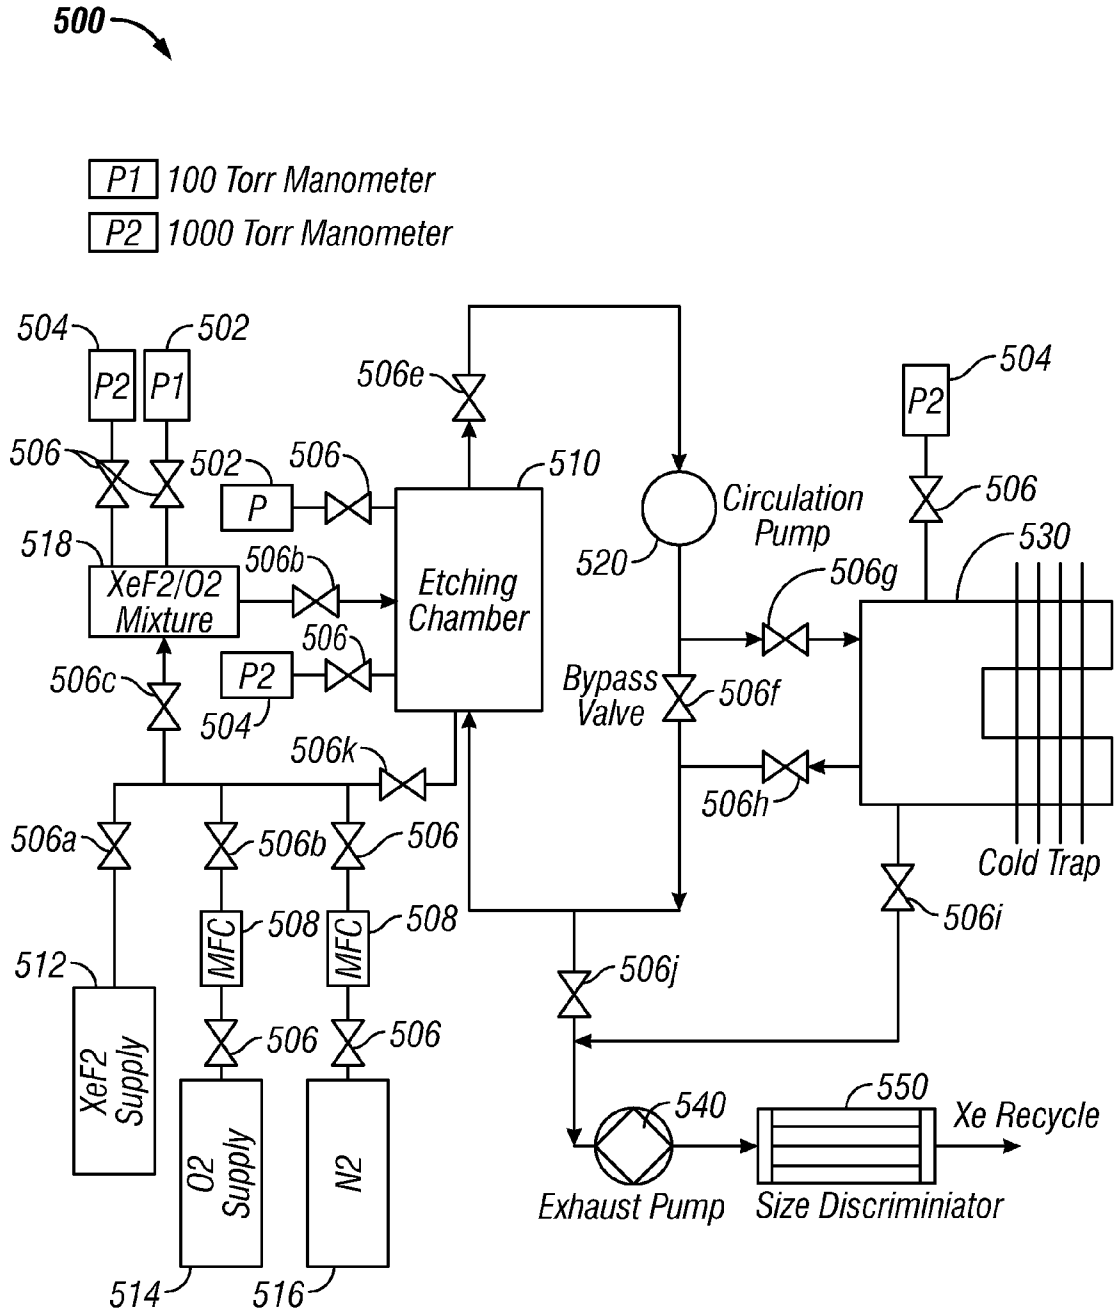 500
P1 100 Torr Manometer
P2 1000 Torr Manometer
504
502
P2
P1
506
518
XeF2/O2
Mixture
506c
506e
502
506
P
510
506b
Etching
Chamber
506
P2
504
506k
Circulation
Pump
520
506g
Bypass
Valve
506f
506h
504
P2
506
530
Cold Trap
506i
506a
506b
506
MFC
508
MFC
508
506
506
512
XeF2
Supply
O2
Supply
N2
514
516
506j
540
Exhaust Pump
550
Size Discriminiator
Xe Recycle